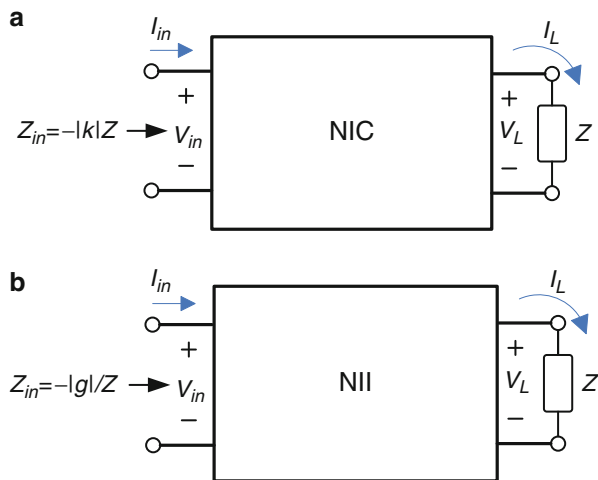 a
I_in
I_L
+
+
Z_in=–|k|Z
V_in
NIC
V_L
Z
–
–
b
I_in
I_L
+
+
Z_in=–|g|/Z
V_in
NII
V_L
Z
–
–